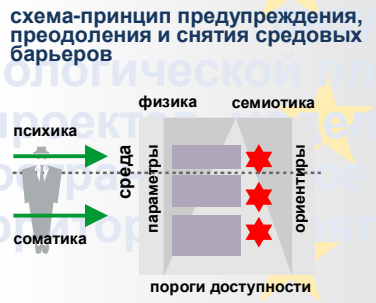 схема-принцип предупреждения,
преодоления и снятия средовых
барьеров
физика
семиотика
психика
соматика
среда
параметры
ориентиры
пороги доступности